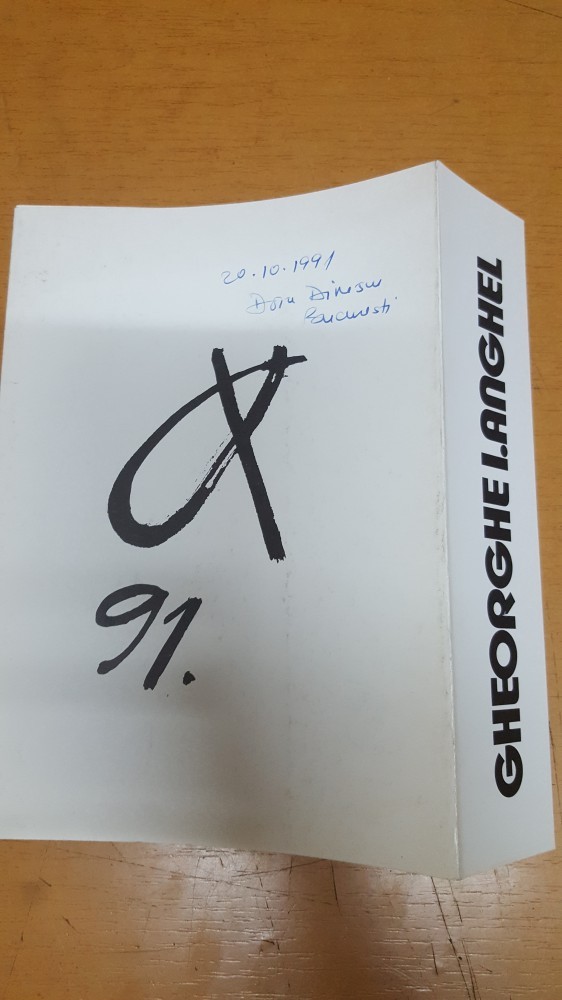 20.10.1991
Doru Dinescu
Bucuresti
91.
GHEORGHE I. ANGHEL